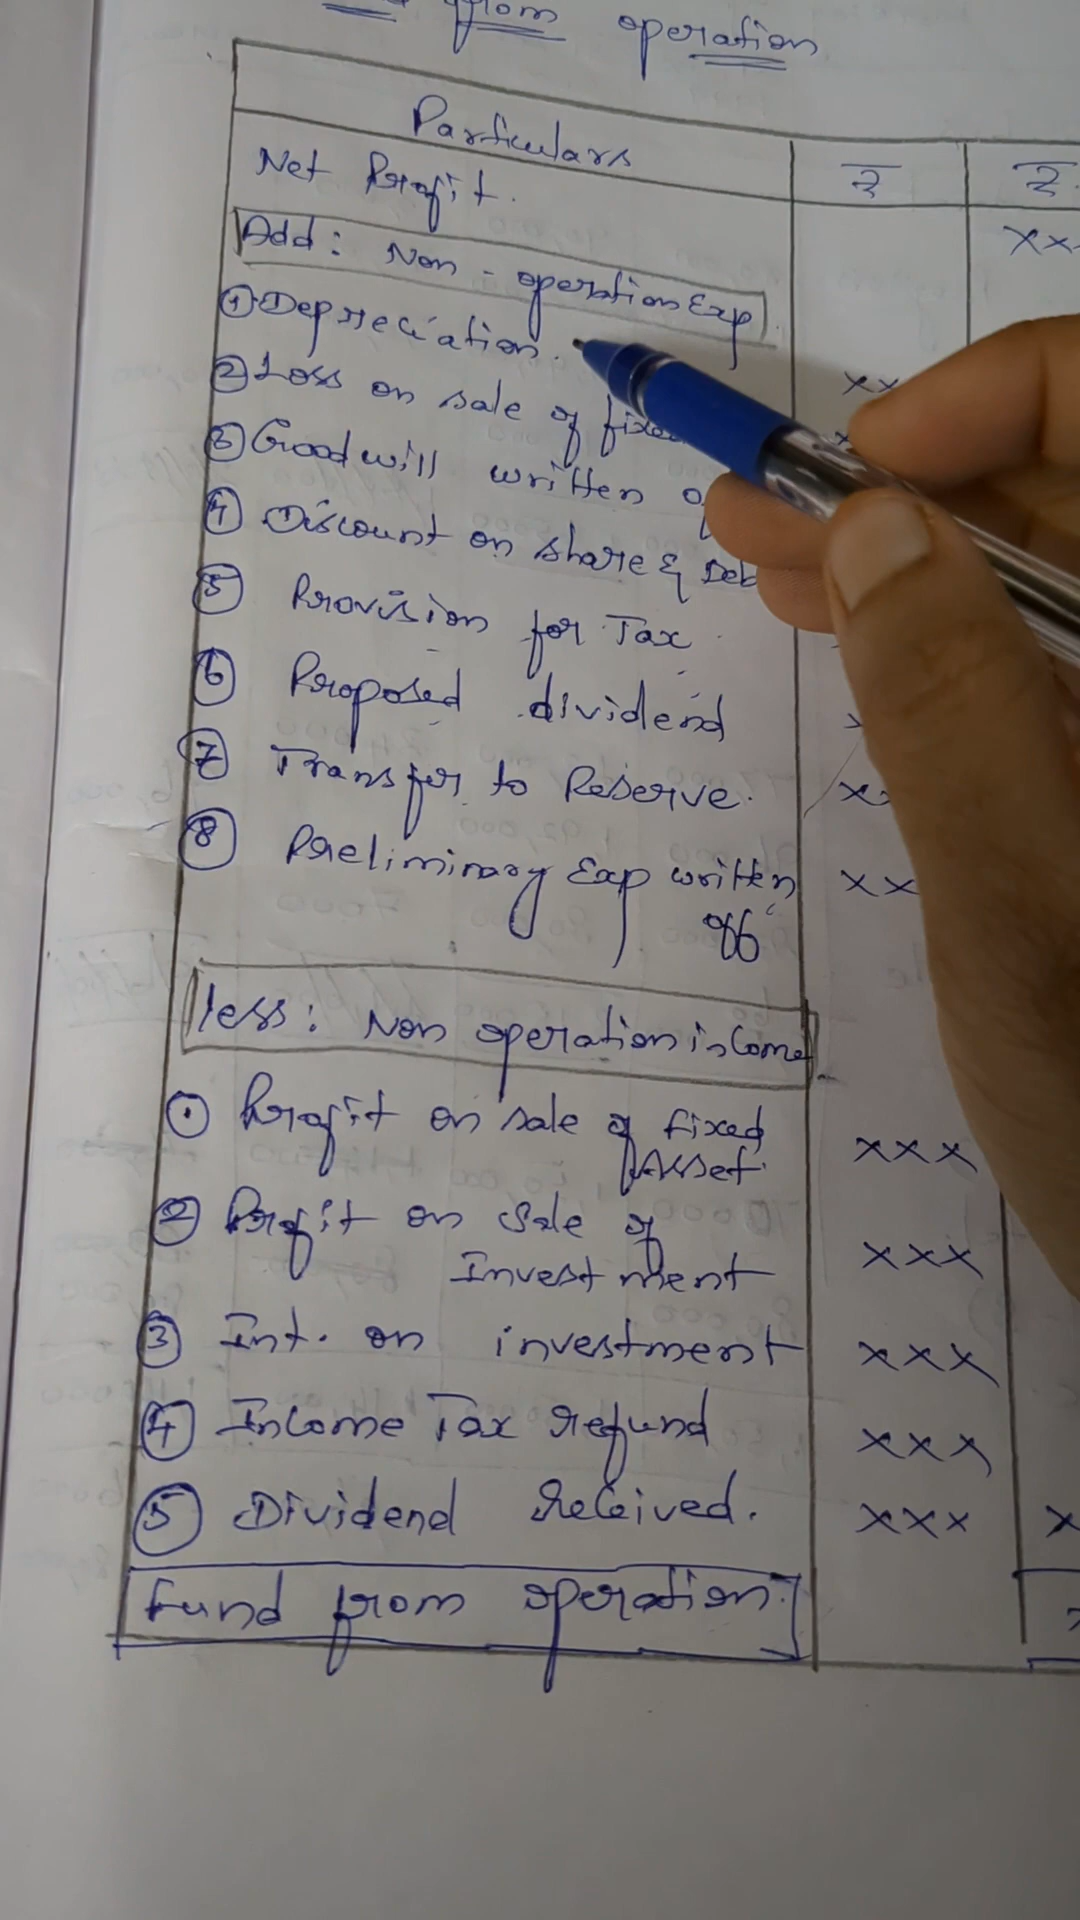 from operation
Particulars ₹ ₹
Net Profit. xx
Add: Non - operation Exp
① Depreciation. xx
② Loss on sale of fixed
③ Goodwill written
④ Discount on share & Deb
⑤ Provision for Tax
⑥ Proposed dividend
⑦ Transfer to Reserve. xx
⑧ Preliminary Exp written xx
off
less: Non operation income
① Profit on sale of fixed
Asset. xxx
② Profit on sale of
Investment xxx
③ Int. on investment xxx
④ Income Tax refund xxx
⑤ Dividend received. xxx x
Fund from operation.